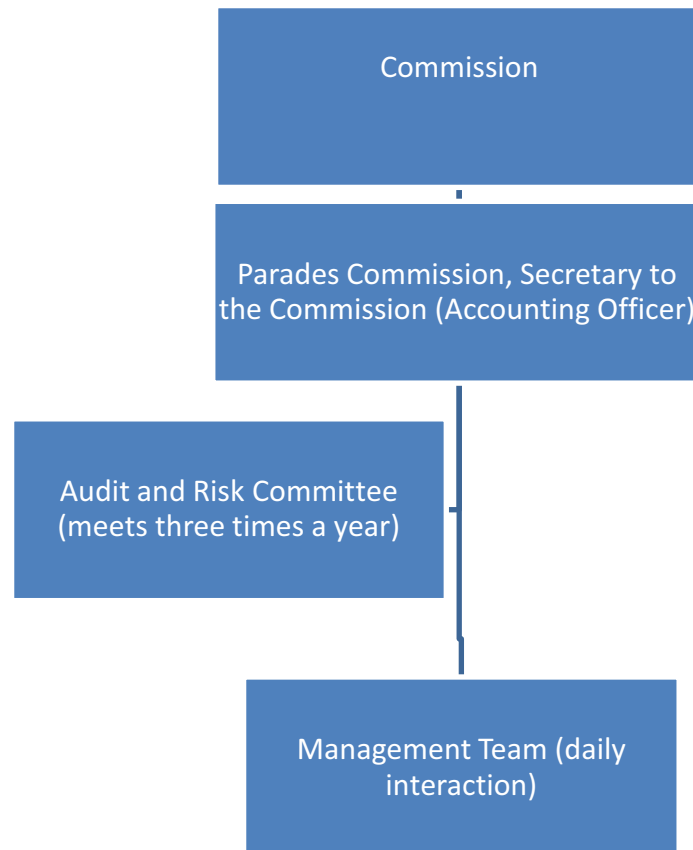 Commission
Parades Commission, Secretary to
the Commission (Accounting Officer)
Audit and Risk Committee
(meets three times a year)
Management Team (daily
interaction)